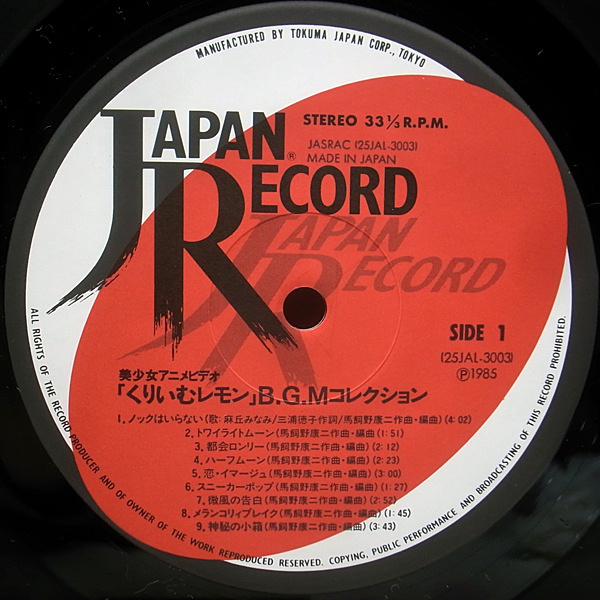 MANUFACTURED BY TOKUMA JAPAN CORP., TOKYO
STEREO 33 1/3 R.P.M.
JASRAC (25JAL-3003)
MADE IN JAPAN
JAPAN RECORD ®
JAPAN RECORD
SIDE 1
(25JAL-3003)
Ⓟ1985
美少女アニメビデオ
「くりいむレモン」B.G.Mコレクション
1. ノックはいらない(歌:麻丘みなみ/三浦徳子作詞/馬飼野康二作曲・編曲)(4:02)
2. トワイライトムーン(馬飼野康二作曲・編曲)(1:51)
3. 都会ロンリー(馬飼野康二作曲・編曲)(2:12)
4. ハーフムーン(馬飼野康二作曲・編曲)(2:23)
5. 恋・イマージュ(馬飼野康二作曲・編曲)(3:00)
6. スニーカーポップ(馬飼野康二作曲・編曲)(1:27)
7. 微風の告白(馬飼野康二作曲・編曲)(2:52)
8. メランコリィブレイク(馬飼野康二作曲・編曲)(1:45)
9. 神秘の小箱(馬飼野康二作曲・編曲)(3:43)
ALL RIGHTS OF THE RECORD PRODUCER AND OF OWNER OF THE WORK REPRODUCED RESERVED. COPYING, PUBLIC PERFORMANCE AND BROADCASTING OF THIS RECORD PROHIBITED.